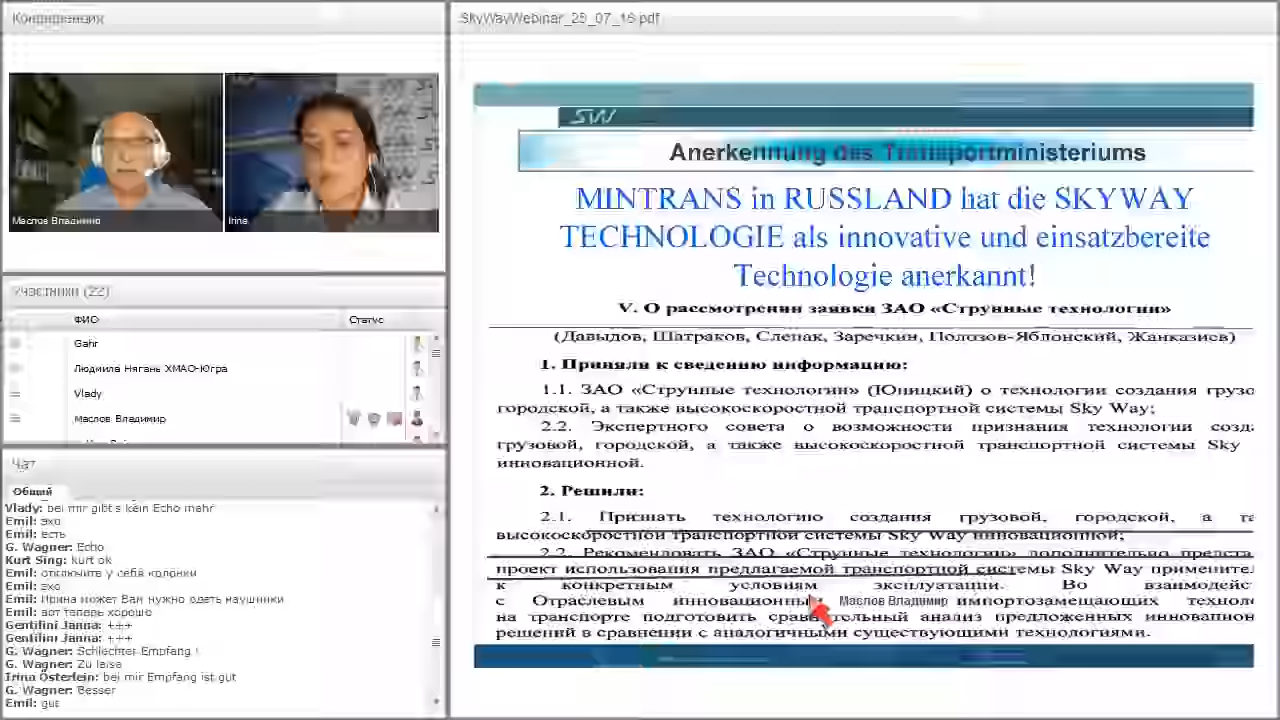 Конференция
Маслов Владимир
Irina
Участники (22)
ФИО Статус
Gahr
Людмила Нягань ХМАО-Югра
Vlady
Маслов Владимир
Чат
Общий
Vlady: bei mir gibt s kein Echo mehr
Emil: эхо
Emil: есть
G. Wagner: Echo
Kurt Sing: kurt ok
Emil: отключите у себя колонки
Emil: эхо
Emil: Ирина может Вам нужно одеть наушники
Emil: вот теперь хорошо
Gentilini Janna: +++
Gentilini Janna: +++
G. Wagner: Schlechter Empfang !
G. Wagner: Zu leise
Irina Osterlein: bei mir Empfang ist gut
G. Wagner: Besser
Emil: gut
SkyWayWebinar_25_07_16.pdf
SW
Anerkennung des Transportministeriums
MINTRANS in RUSSLAND hat die SKYWAY
TECHNOLOGIE als innovative und einsatzbereite
Technologie anerkannt!
V. О рассмотрении заявки ЗАО «Струнные технологии»
(Давыдов, Шатраков, Слепак, Заречкин, Полозов-Яблонский, Жанказиев)
1. Приняли к сведению информацию:
1.1. ЗАО «Струнные технологии» (Юницкий) о технологии создания грузо
городской, а также высокоскоростной транспортной системы Sky Way;
2.2. Экспертного совета о возможности признания технологии созда
грузовой, городской, а также высокоскоростной транспортной системы Sky
инновационной.
2. Решили:
2.1. Признать технологию создания грузовой, городской, а та
высокоскоростной транспортной системы Sky Way инновационной;
2.2. Рекомендовать ЗАО «Струнные технологии» дополнительно предста
проект использования предлагаемой транспортной системы Sky Way примените
к конкретным условиям эксплуатации. Во взаимодейс
с Отраслевым инновационны Маслов Владимир импортозамещающих технол
на транспорте подготовить сравнительный анализ предложенных инновацион
решений в сравнении с аналогичными существующими технологиями.